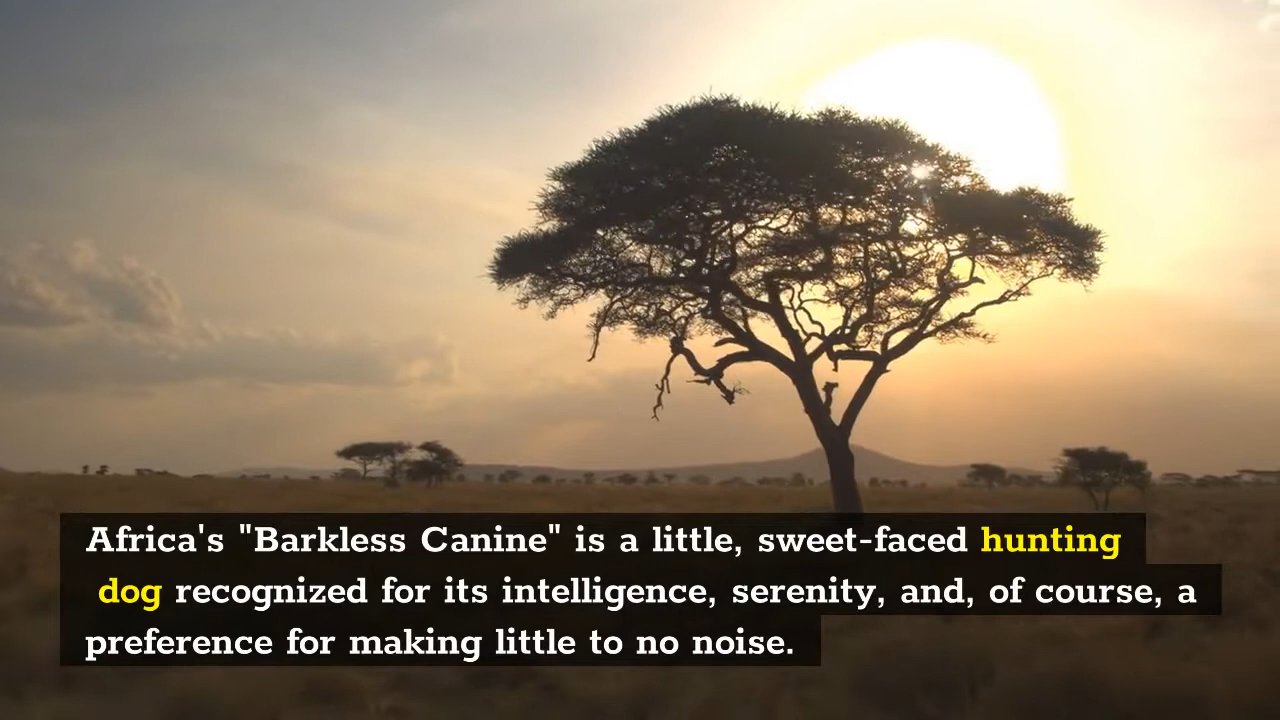 Africa's "Barkless Canine" is a little, sweet-faced hunting
dog recognized for its intelligence, serenity, and, of course, a
preference for making little to no noise.